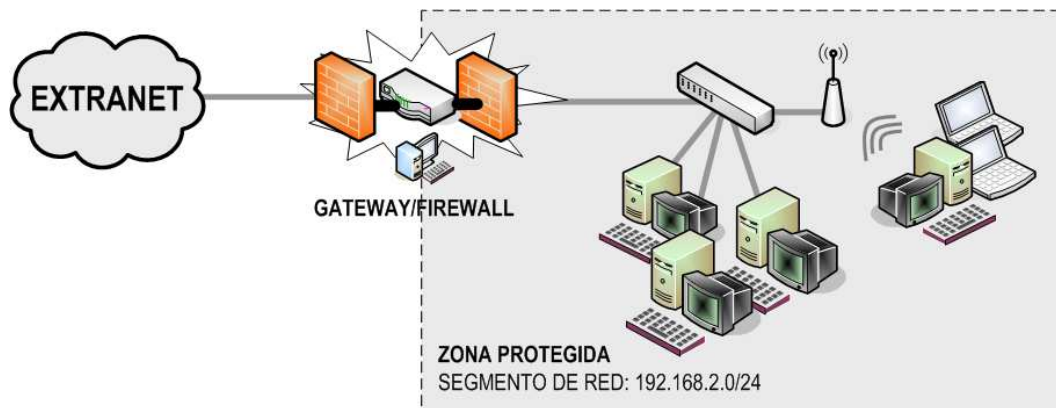 EXTRANET
GATEWAY/FIREWALL
ZONA PROTEGIDA
SEGMENTO DE RED: 192.168.2.0/24